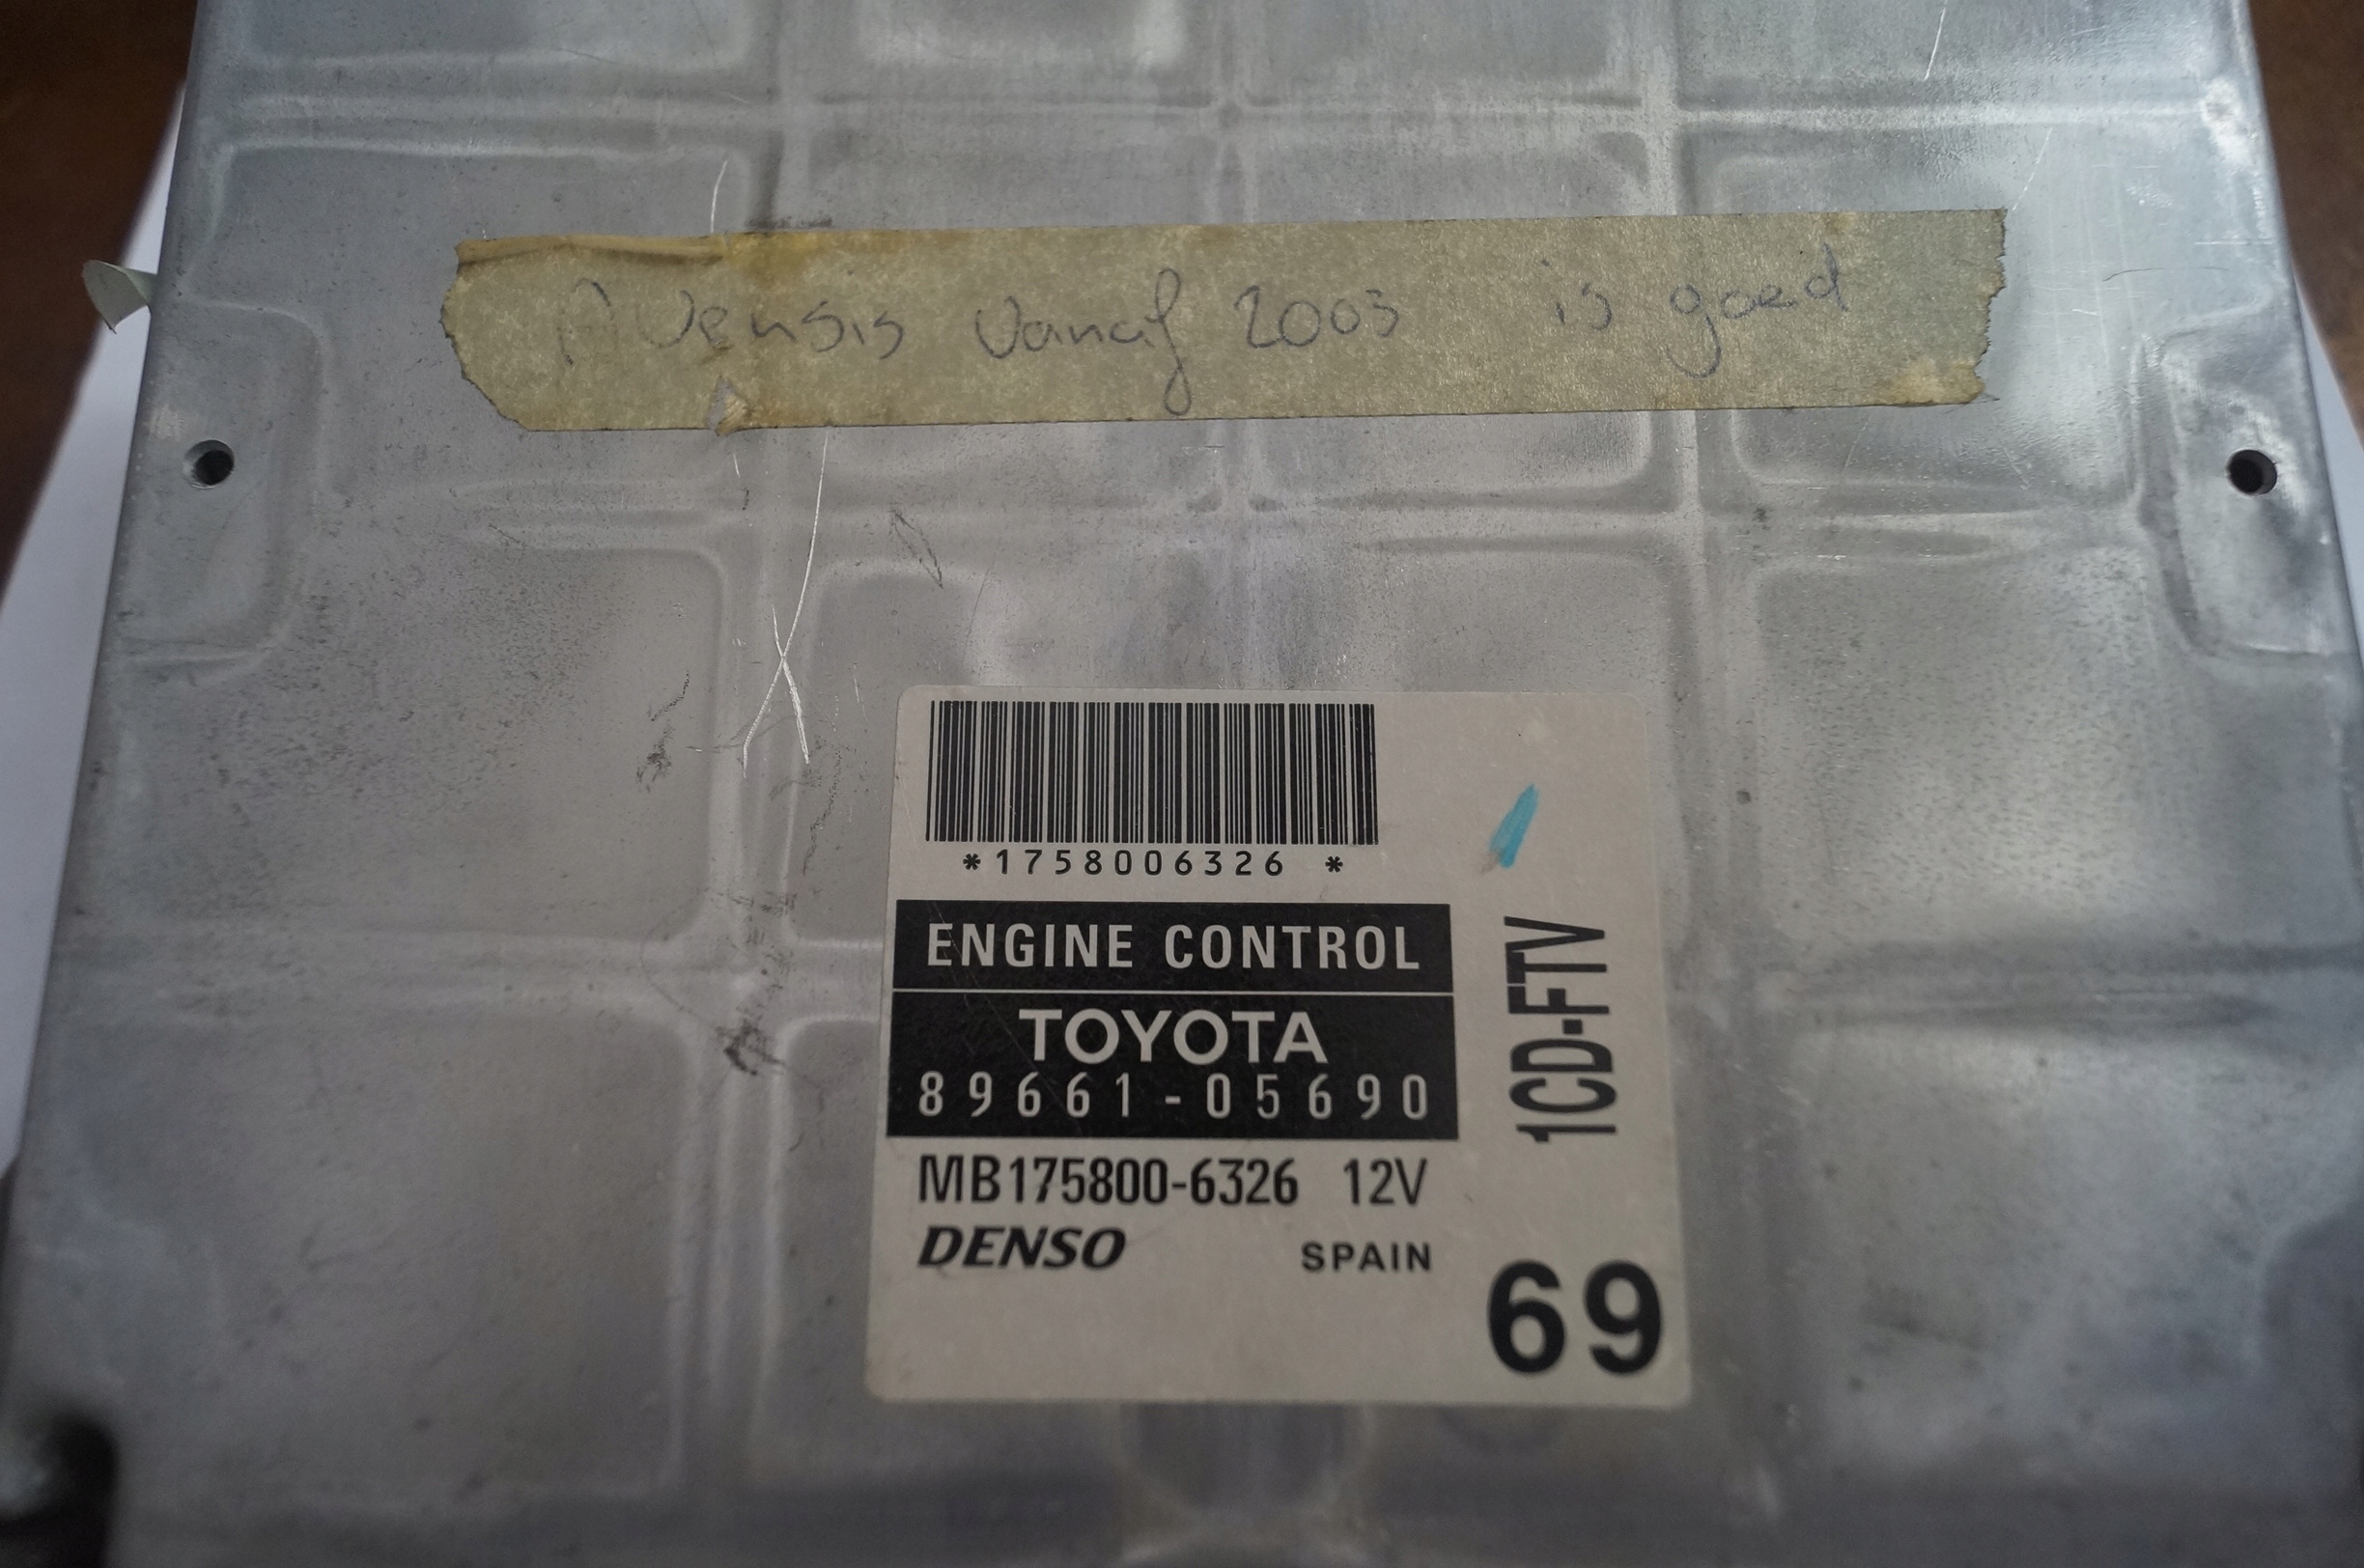 Avensis vanaf 2003 is goed
*1758006326 *
ENGINE CONTROL
TOYOTA
89661-05690
MB175800-6326 12V
DENSO SPAIN
1CD-FTV
69